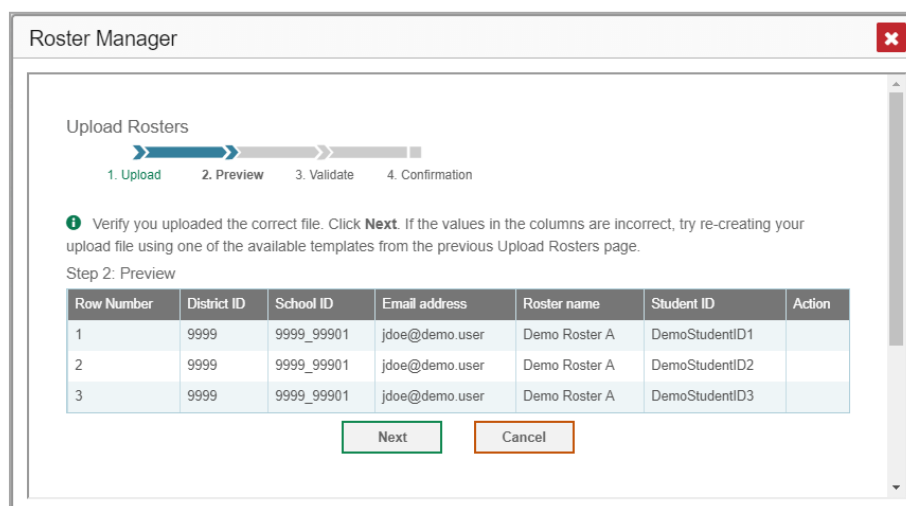 Roster Manager
Upload Rosters
1. Upload 2. Preview 3. Validate 4. Confirmation
Verify you uploaded the correct file. Click Next. If the values in the columns are incorrect, try re-creating your
upload file using one of the available templates from the previous Upload Rosters page.
Step 2: Preview
Row Number District ID School ID Email address Roster name Student ID Action
1 9999 9999_99901 jdoe@demo.user Demo Roster A DemoStudentID1
2 9999 9999_99901 jdoe@demo.user Demo Roster A DemoStudentID2
3 9999 9999_99901 jdoe@demo.user Demo Roster A DemoStudentID3
Next Cancel